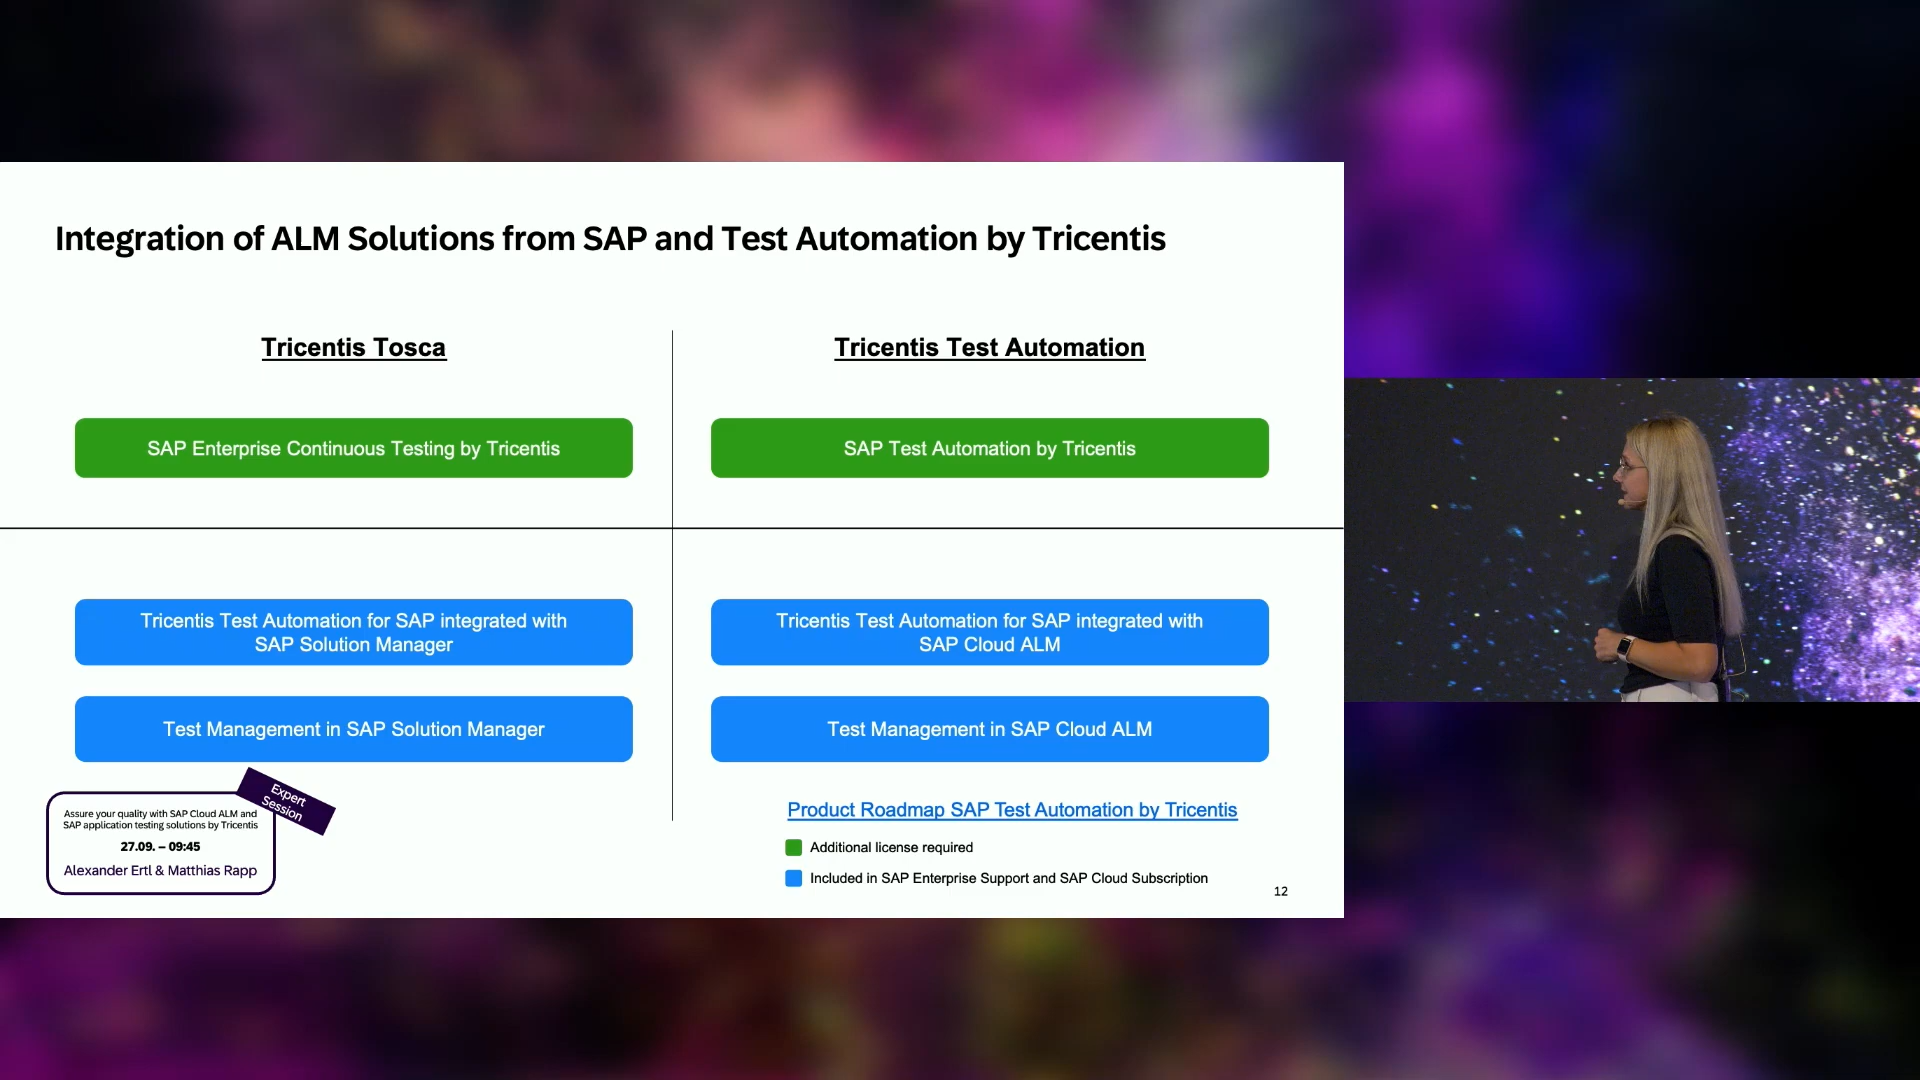 Integration of ALM Solutions from SAP and Test Automation by Tricentis
Tricentis Tosca
Tricentis Test Automation
SAP Enterprise Continuous Testing by Tricentis
SAP Test Automation by Tricentis
Tricentis Test Automation for SAP integrated with
SAP Solution Manager
Tricentis Test Automation for SAP integrated with
SAP Cloud ALM
Test Management in SAP Solution Manager
Test Management in SAP Cloud ALM
Expert
Session
Assure your quality with SAP Cloud ALM and
SAP application testing solutions by Tricentis
27.09. – 09:45
Alexander Ertl & Matthias Rapp
Product Roadmap SAP Test Automation by Tricentis
Additional license required
Included in SAP Enterprise Support and SAP Cloud Subscription
12